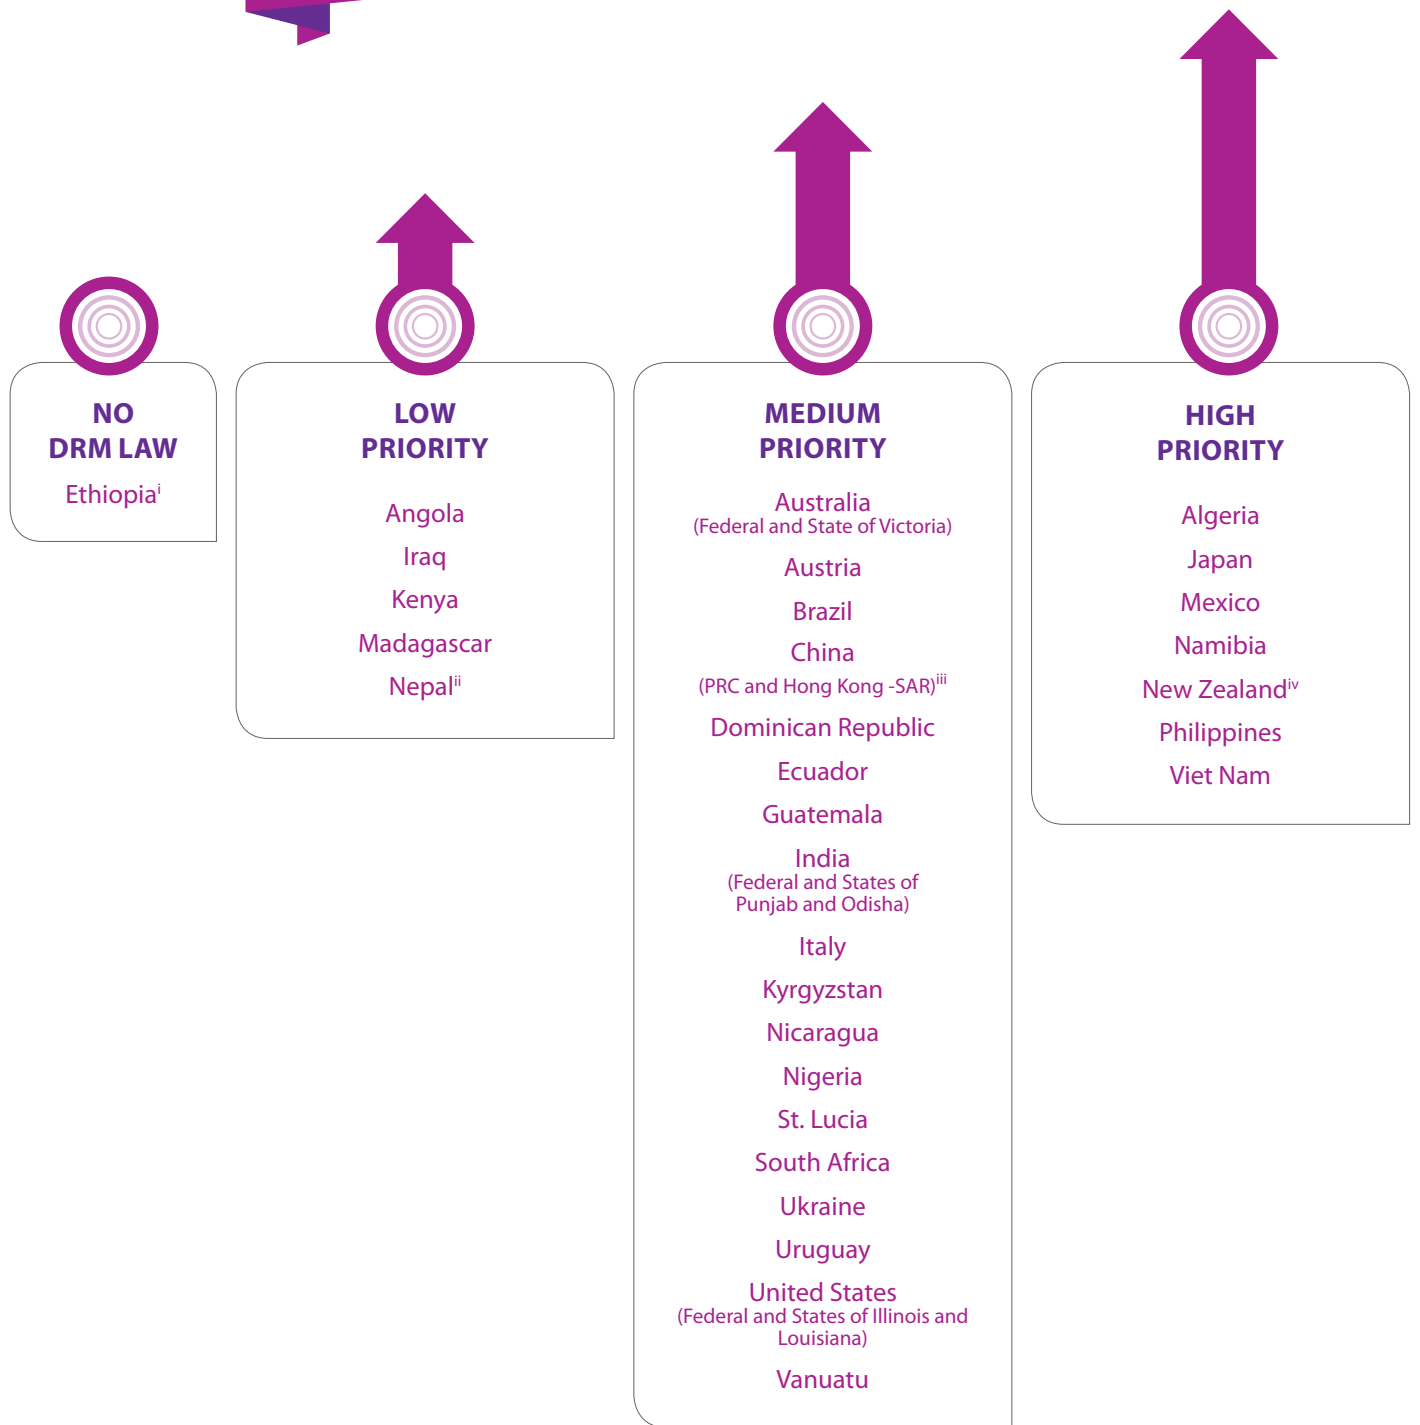 NO
DRM LAW
Ethiopiaⁱ
LOW
PRIORITY
Angola
Iraq
Kenya
Madagascar
Nepalⁱⁱ
MEDIUM
PRIORITY
Australia
(Federal and State of Victoria)
Austria
Brazil
China
(PRC and Hong Kong -SAR)ⁱⁱⁱ
Dominican Republic
Ecuador
Guatemala
India
(Federal and States of
Punjab and Odisha)
Italy
Kyrgyzstan
Nicaragua
Nigeria
St. Lucia
South Africa
Ukraine
Uruguay
United States
(Federal and States of Illinois and
Louisiana)
Vanuatu
HIGH
PRIORITY
Algeria
Japan
Mexico
Namibia
New Zealandⁱᵛ
Philippines
Viet Nam